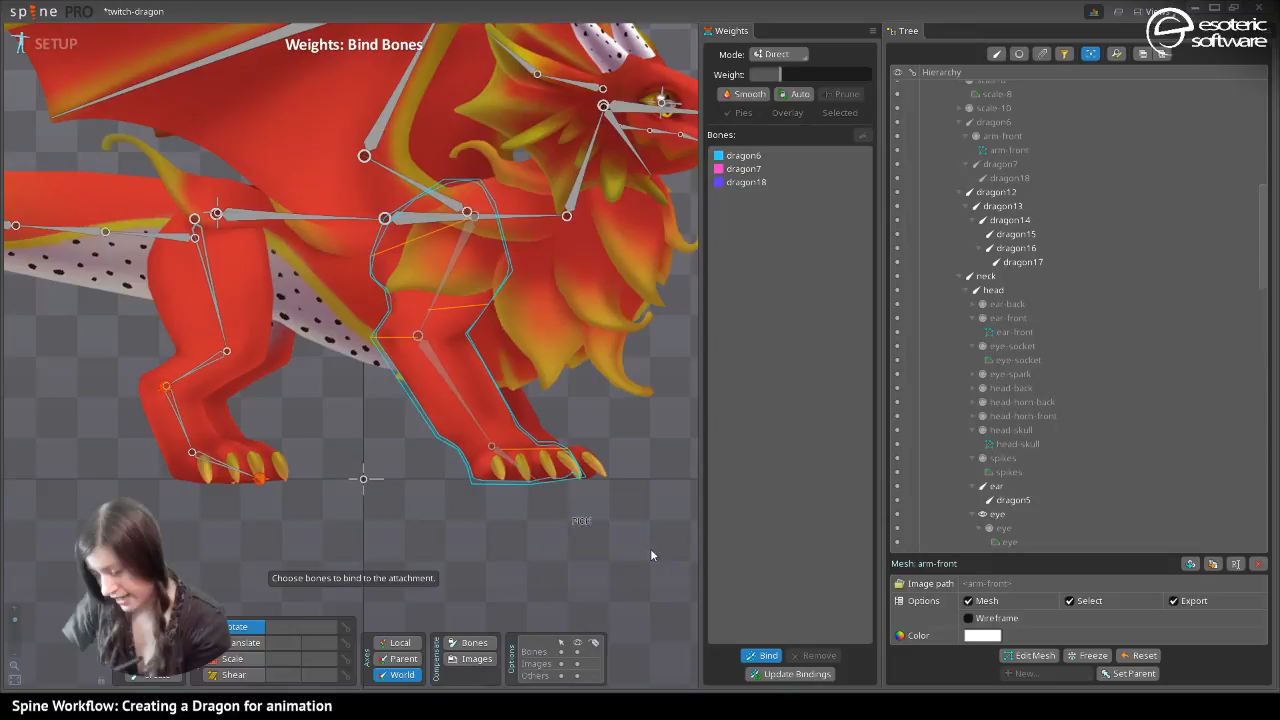 spine PRO
*twitch-dragon
Views
esoteric
software
SETUP
Weights: Bind Bones
Weights
Mode:
Direct
Weight:
Smooth
Auto
Prune
Pies
Overlay
Selected
Bones:
dragon6
dragon7
dragon18
Bind
Remove
Update Bindings
Tree
Hierarchy
scale-8
scale-10
dragon6
arm-front
arm-front
dragon7
dragon18
dragon12
dragon13
dragon14
dragon15
dragon16
dragon17
neck
head
ear-back
ear-front
ear-front
eye-socket
eye-socket
eye-spark
head-back
head-horn-back
head-horn-front
head-skull
head-skull
spikes
spikes
ear
dragon5
eye
eye
eye
Mesh: arm-front
Image path
<arm-front>
Options
Mesh
Select
Export
Wireframe
Color
Edit Mesh
Freeze
Reset
New...
Set Parent
Choose bones to bind to the attachment.
Scale
Shear
Axes
Local
Parent
World
Compensate
Bones
Images
Options
Bones
Images
Others
Spine Workflow: Creating a Dragon for animation